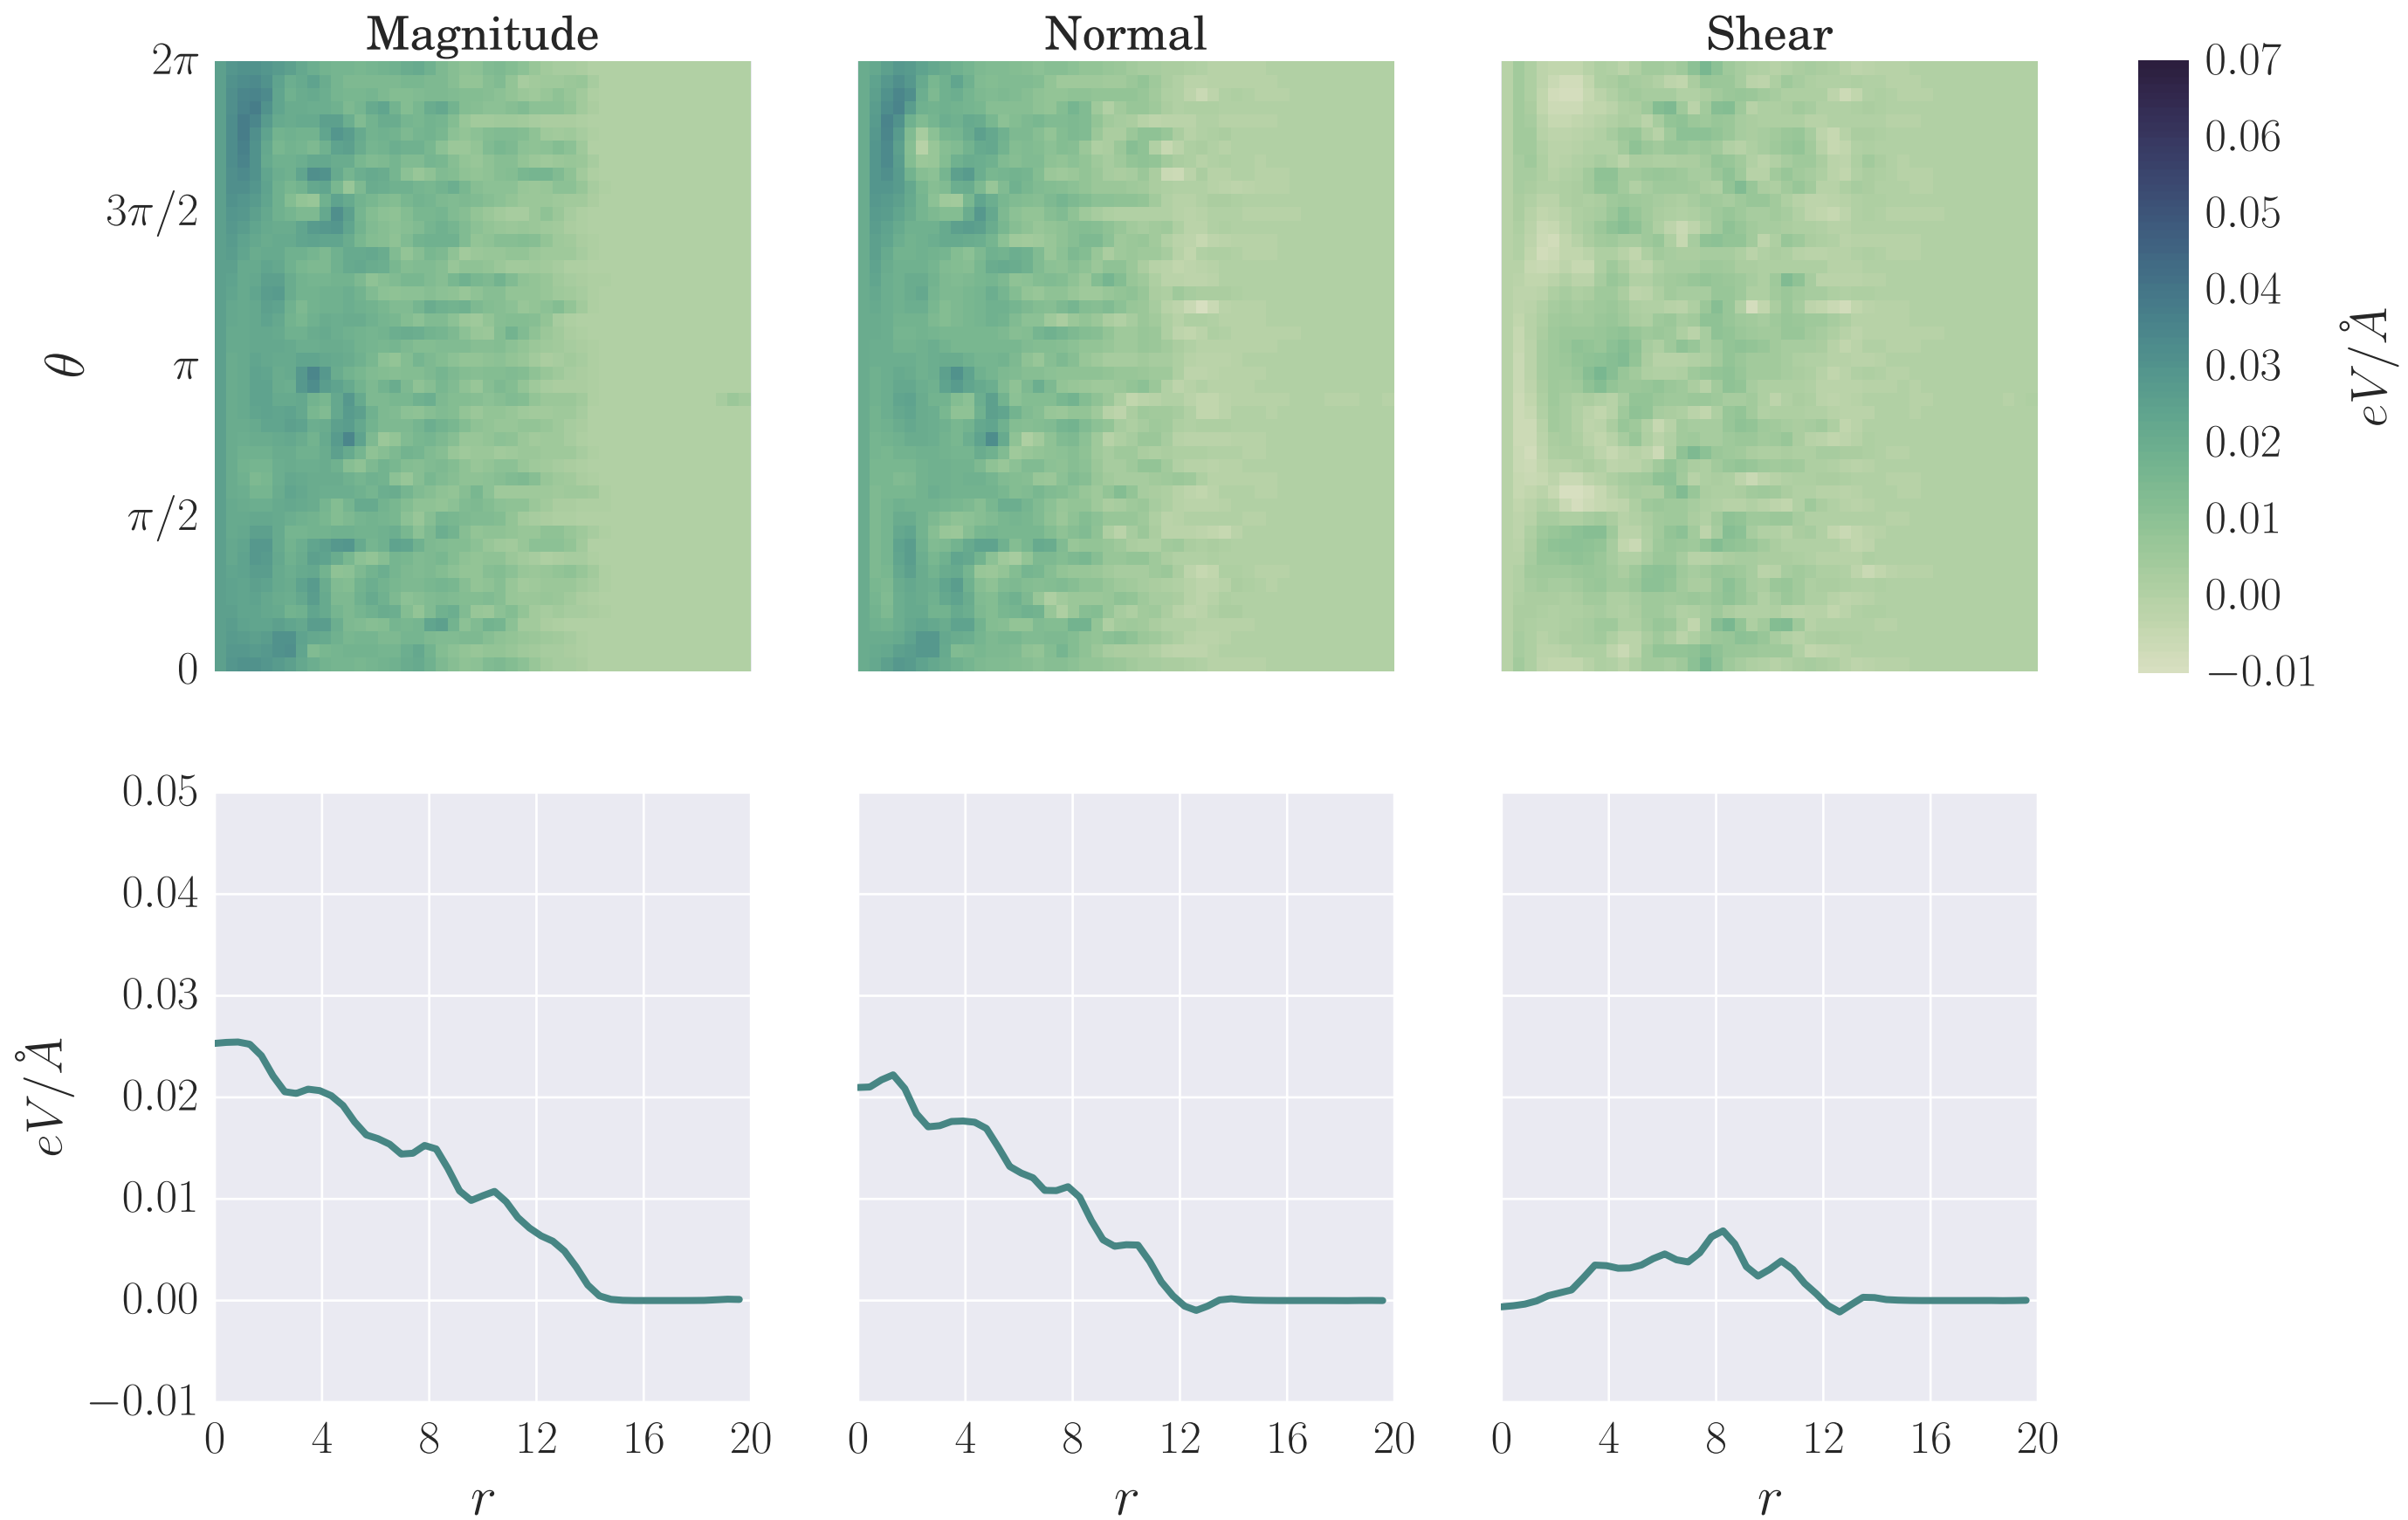 Magnitude Normal Shear
2π
3π/2
π
π/2
0
θ
0.07
0.06
0.05
0.04
0.03
0.02
0.01
0.00
−0.01
eV/Å
0.05
0.04
0.03
0.02
0.01
0.00
−0.01
eV/Å
0 4 8 12 16 20 0 4 8 12 16 20 0 4 8 12 16 20
r r r